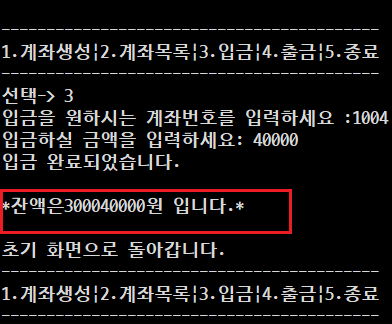 ------------------------------------------
1.계좌생성¦2.계좌목록¦3.입금¦4.출금¦5.종료
------------------------------------------
선택-> 3
입금을 원하시는 계좌번호를 입력하세요 :1004
입금하실 금액을 입력하세요: 40000
입금 완료되었습니다.
*잔액은300040000원 입니다.*
초기 화면으로 돌아갑니다.
------------------------------------------
1.계좌생성¦2.계좌목록¦3.입금¦4.출금¦5.종료
------------------------------------------